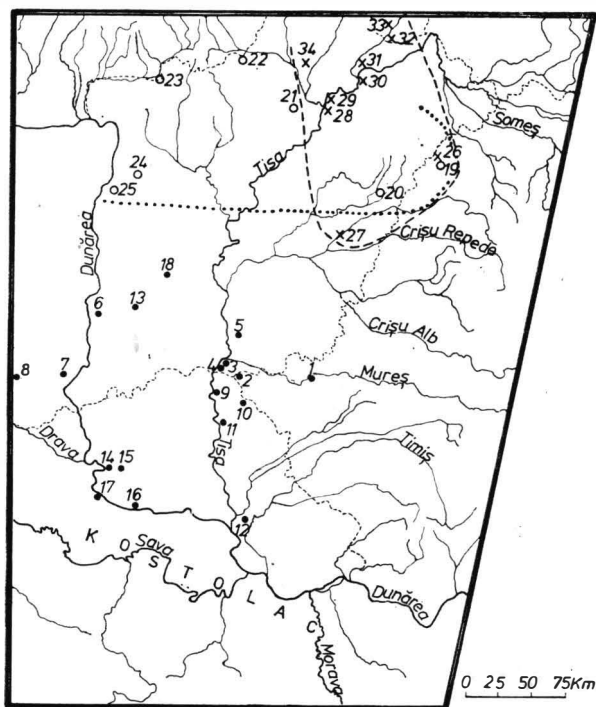 33
32
34
31
22
23
30
29
21
28
Someș
Tisa
26
19
24
25
20
27
Crișu Repede
Dunărea
18
6
13
5
Crișu Alb
8
7
4
3
2
1
Mureș
9
10
11
Drava
Tisa
Timiș
14
15
17
16
12
Sava
KOSTOLAC
Dunărea
Morava
0 25 50 75Km